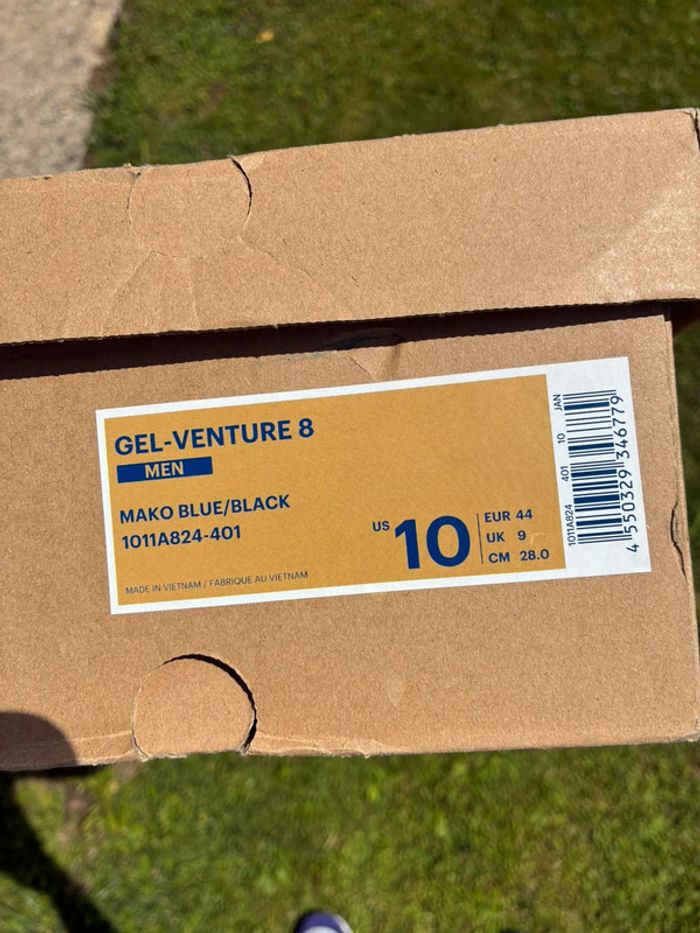 GEL-VENTURE 8
MEN
MAKO BLUE/BLACK
1011A824-401
MADE IN VIETNAM / FABRIQUE AU VIETNAM
US 10
EUR 44
UK 9
CM 28.0
1011A824 401 10 JAN
4 550329 346779